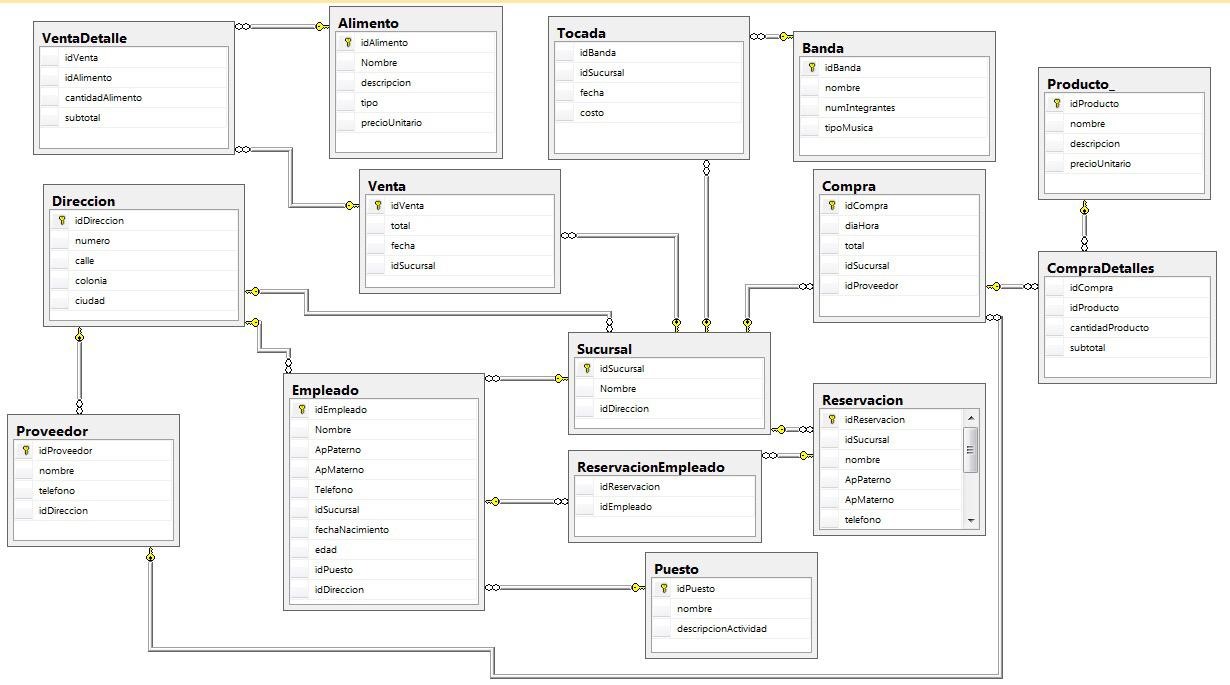 VentaDetalle
idVenta
idAlimento
cantidadAlimento
subtotal
Alimento
idAlimento
Nombre
descripcion
tipo
precioUnitario
Tocada
idBanda
idSucursal
fecha
costo
Banda
idBanda
nombre
numIntegrantes
tipoMusica
Producto_
idProducto
nombre
descripcion
precioUnitario
Direccion
idDireccion
numero
calle
colonia
ciudad
Venta
idVenta
total
fecha
idSucursal
Compra
idCompra
diaHora
total
idSucursal
idProveedor
CompraDetalles
idCompra
idProducto
cantidadProducto
subtotal
Sucursal
idSucursal
Nombre
idDireccion
Empleado
idEmpleado
Nombre
ApPaterno
ApMaterno
Telefono
idSucursal
fechaNacimiento
edad
idPuesto
idDireccion
Reservacion
idReservacion
idSucursal
nombre
ApPaterno
ApMaterno
telefono
Proveedor
idProveedor
nombre
telefono
idDireccion
ReservacionEmpleado
idReservacion
idEmpleado
Puesto
idPuesto
nombre
descripcionActividad